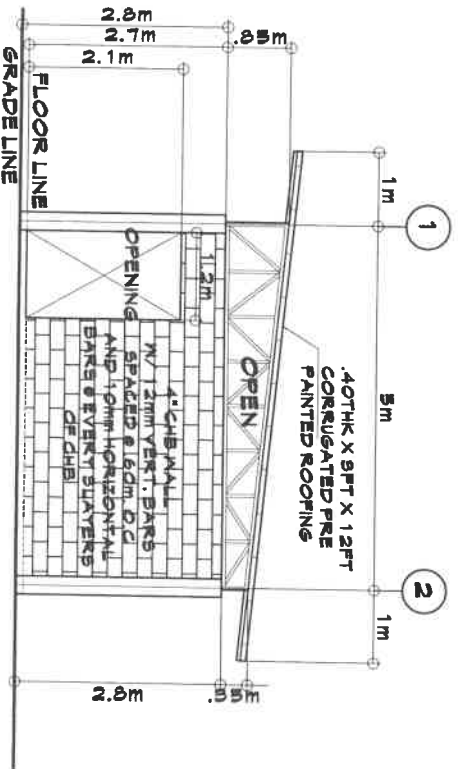 1
2
1m
5m
1m
.40THK X 3FT X 12FT
CORRUGATED PRE
PAINTED ROOFING
.85m
2.8m
2.7m
2.1m
OPEN
1.2m
OPENING
4" CHB WALL
W/ 12mm VERT. BARS
SPACED @ .60m O.C
AND 10mm HORIZONTAL
BARS @ EVERY 3 LAYERS
OF CHB
.35m
2.8m
FLOOR LINE
GRADE LINE